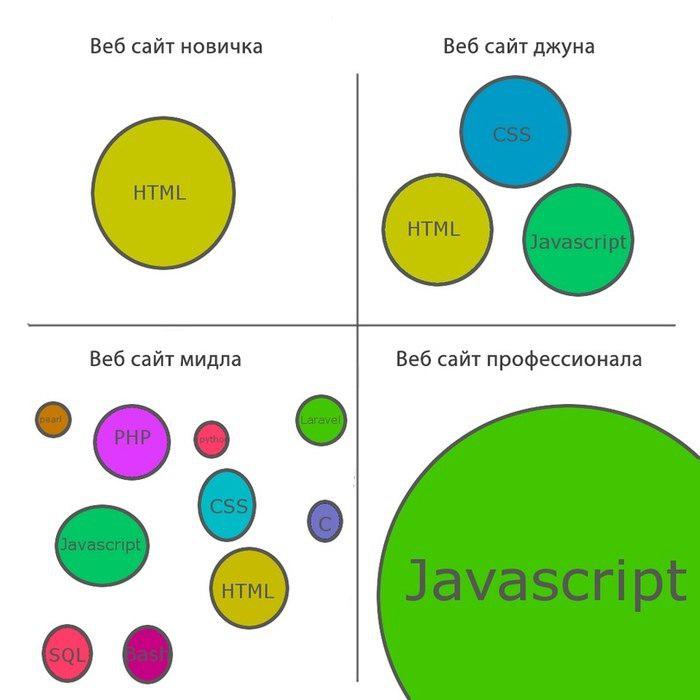 Веб сайт новичка
HTML
Веб сайт джуна
CSS
HTML
Javascript
Веб сайт мидла
pearl
PHP
python
Laravel
CSS
C
Javascript
HTML
SQL
Bash
Веб сайт профессионала
Javascript